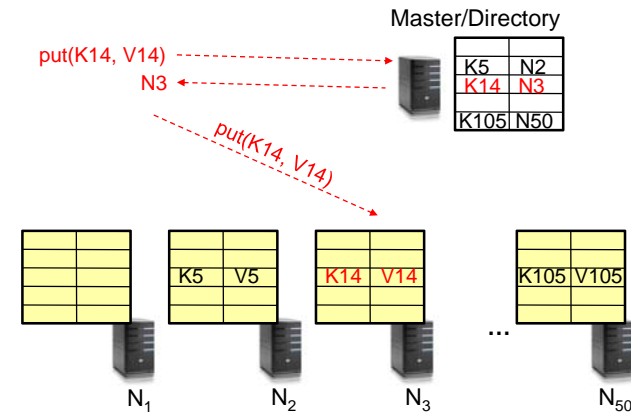 Master/Directory
put(K14, V14)
N3
K5 N2
K14 N3
K105 N50
put(K14, V14)
K5 V5
K14 V14
K105 V105
...
N1
N2
N3
N50